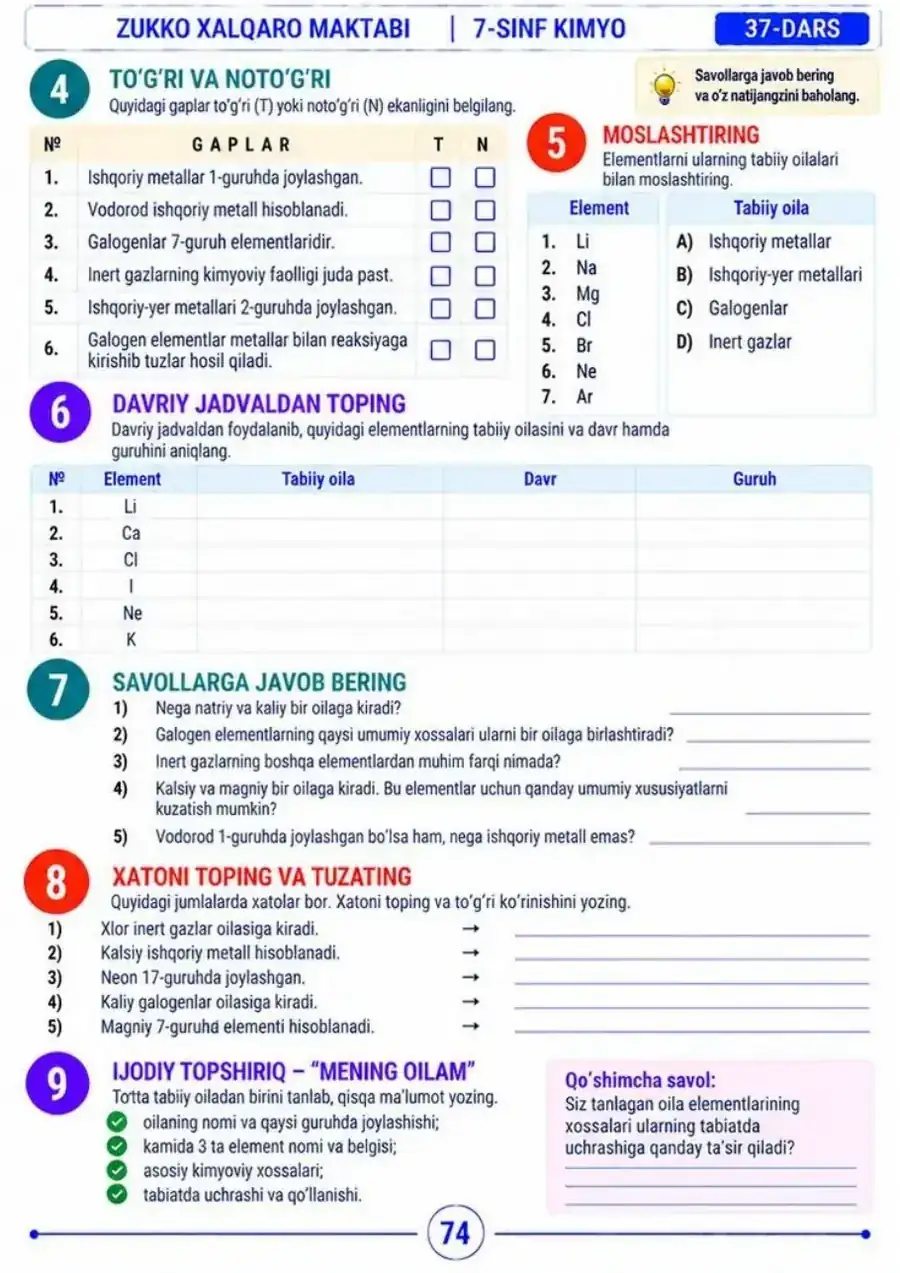 ZUKKO XALQARO MAKTABI | 7-SINF KIMYO 37-DARS
4 TO'G'RI VA NOTO'G'RI
Quyidagi gaplar to'g'ri (T) yoki noto'g'ri (N) ekanligini belgilang.
Savollarga javob bering
va o'z natijangzini baholang.
№ GAPLAR T N
1. Ishqoriy metallar 1-guruhda joylashgan.
2. Vodorod ishqoriy metall hisoblanadi.
3. Galogenlar 7-guruh elementlaridir.
4. Inert gazlarning kimyoviy faolligi juda past.
5. Ishqoriy-yer metallari 2-guruhda joylashgan.
6. Galogen elementlar metallar bilan reaksiyaga
kirishib tuzlar hosil qiladi.
5 MOSLASHTIRING
Elementlarni ularning tabiiy oilalari
bilan moslashtiring.
Element Tabiiy oila
1. Li
2. Na
3. Mg
4. Cl
5. Br
6. Ne
7. Ar
A) Ishqoriy metallar
B) Ishqoriy-yer metallari
C) Galogenlar
D) Inert gazlar
6 DAVRIY JADVALDAN TOPING
Davriy jadvaldan foydalanib, quyidagi elementlarning tabiiy oilasini va davr hamda
guruhini aniqlang.
№ Element Tabiiy oila Davr Guruh
1. Li
2. Ca
3. Cl
4. I
5. Ne
6. K
7 SAVOLLARGA JAVOB BERING
1) Nega natriy va kaliy bir oilaga kiradi?
2) Galogen elementlarning qaysi umumiy xossalari ularni bir oilaga birlashtiradi?
3) Inert gazlarning boshqa elementlardan muhim farqi nimada?
4) Kalsiy va magniy bir oilaga kiradi. Bu elementlar uchun qanday umumiy xususiyatlarni
kuzatish mumkin?
5) Vodorod 1-guruhda joylashgan bo'lsa ham, nega ishqoriy metall emas?
8 XATONI TOPING VA TUZATING
Quyidagi jumlalarda xatolar bor. Xatoni toping va to'g'ri ko'rinishini yozing.
1) Xlor inert gazlar oilasiga kiradi. →
2) Kalsiy ishqoriy metall hisoblanadi. →
3) Neon 17-guruhda joylashgan. →
4) Kaliy galogenlar oilasiga kiradi. →
5) Magniy 7-guruhd elementi hisoblanadi. →
9 IJODIY TOPSHIRIQ – "MENING OILAM"
Totta tabiiy oiladan birini tanlab, qisqa ma'lumot yozing.
oilaning nomi va qaysi guruhda joylashishi;
kamida 3 ta element nomi va belgisi;
asosiy kimyoviy xossalari;
tabiatda uchrashi va qo'llanishi.
Qo'shimcha savol:
Siz tanlagan oila elementlarining
xossalari ularning tabiatda
uchrashiga qanday ta'sir qiladi?
74